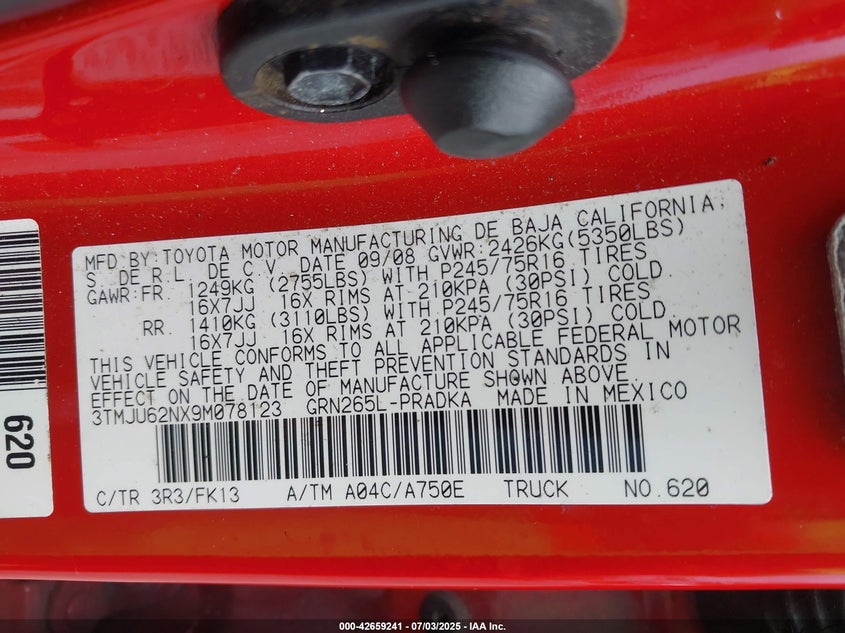 MFD.BY TOYOTA MOTOR MANUFACTURING DE BAJA CALIFORNIA,
S. DE R.L. DE C.V. DATE 09/08 GVWR 2426KG(5350LBS)
GAWR:FR. 1249KG (2755LBS) WITH P245/75R16 TIRES
16X7JJ 16X RIMS AT 210KPA (30PSI) COLD.
RR. 1410KG (3110LBS) WITH P245/75R16 TIRES
16X7JJ 16X RIMS AT 210KPA (30PSI) COLD.
THIS VEHICLE CONFORMS TO ALL APPLICABLE FEDERAL MOTOR
VEHICLE SAFETY AND THEFT PREVENTION STANDARDS IN
EFFECT ON THE DATE OF MANUFACTURE SHOWN ABOVE.
3TMJU62NX9M078123 GRN265L-PRADKA MADE IN MEXICO
C/TR 3R3/FK13 A/TM A04C/A750E TRUCK NO.620
620
000-42659241 - 07/03/2025 - IAA Inc.